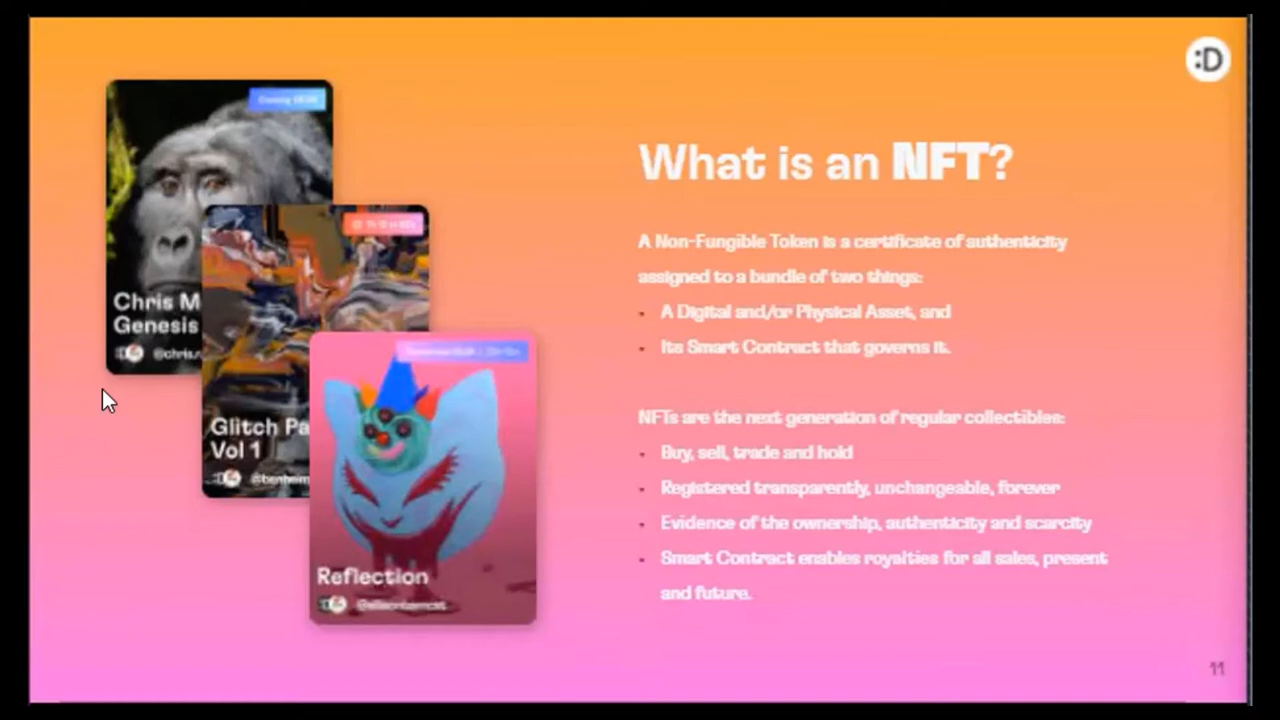 :D
What is an NFT?
A Non-Fungible Token is a certificate of authenticity
assigned to a bundle of two things:
• A Digital and/or Physical Asset, and
• Its Smart Contract that governs it.
NFTs are the next generation of regular collectibles:
• Buy, sell, trade and hold
• Registered transparently, unchangeable, forever
• Evidence of the ownership, authenticity and scarcity
• Smart Contract enables royalties for all sales, present
and future.
Chris M
Genesis
Glitch Pa
Vol 1
Reflection
11